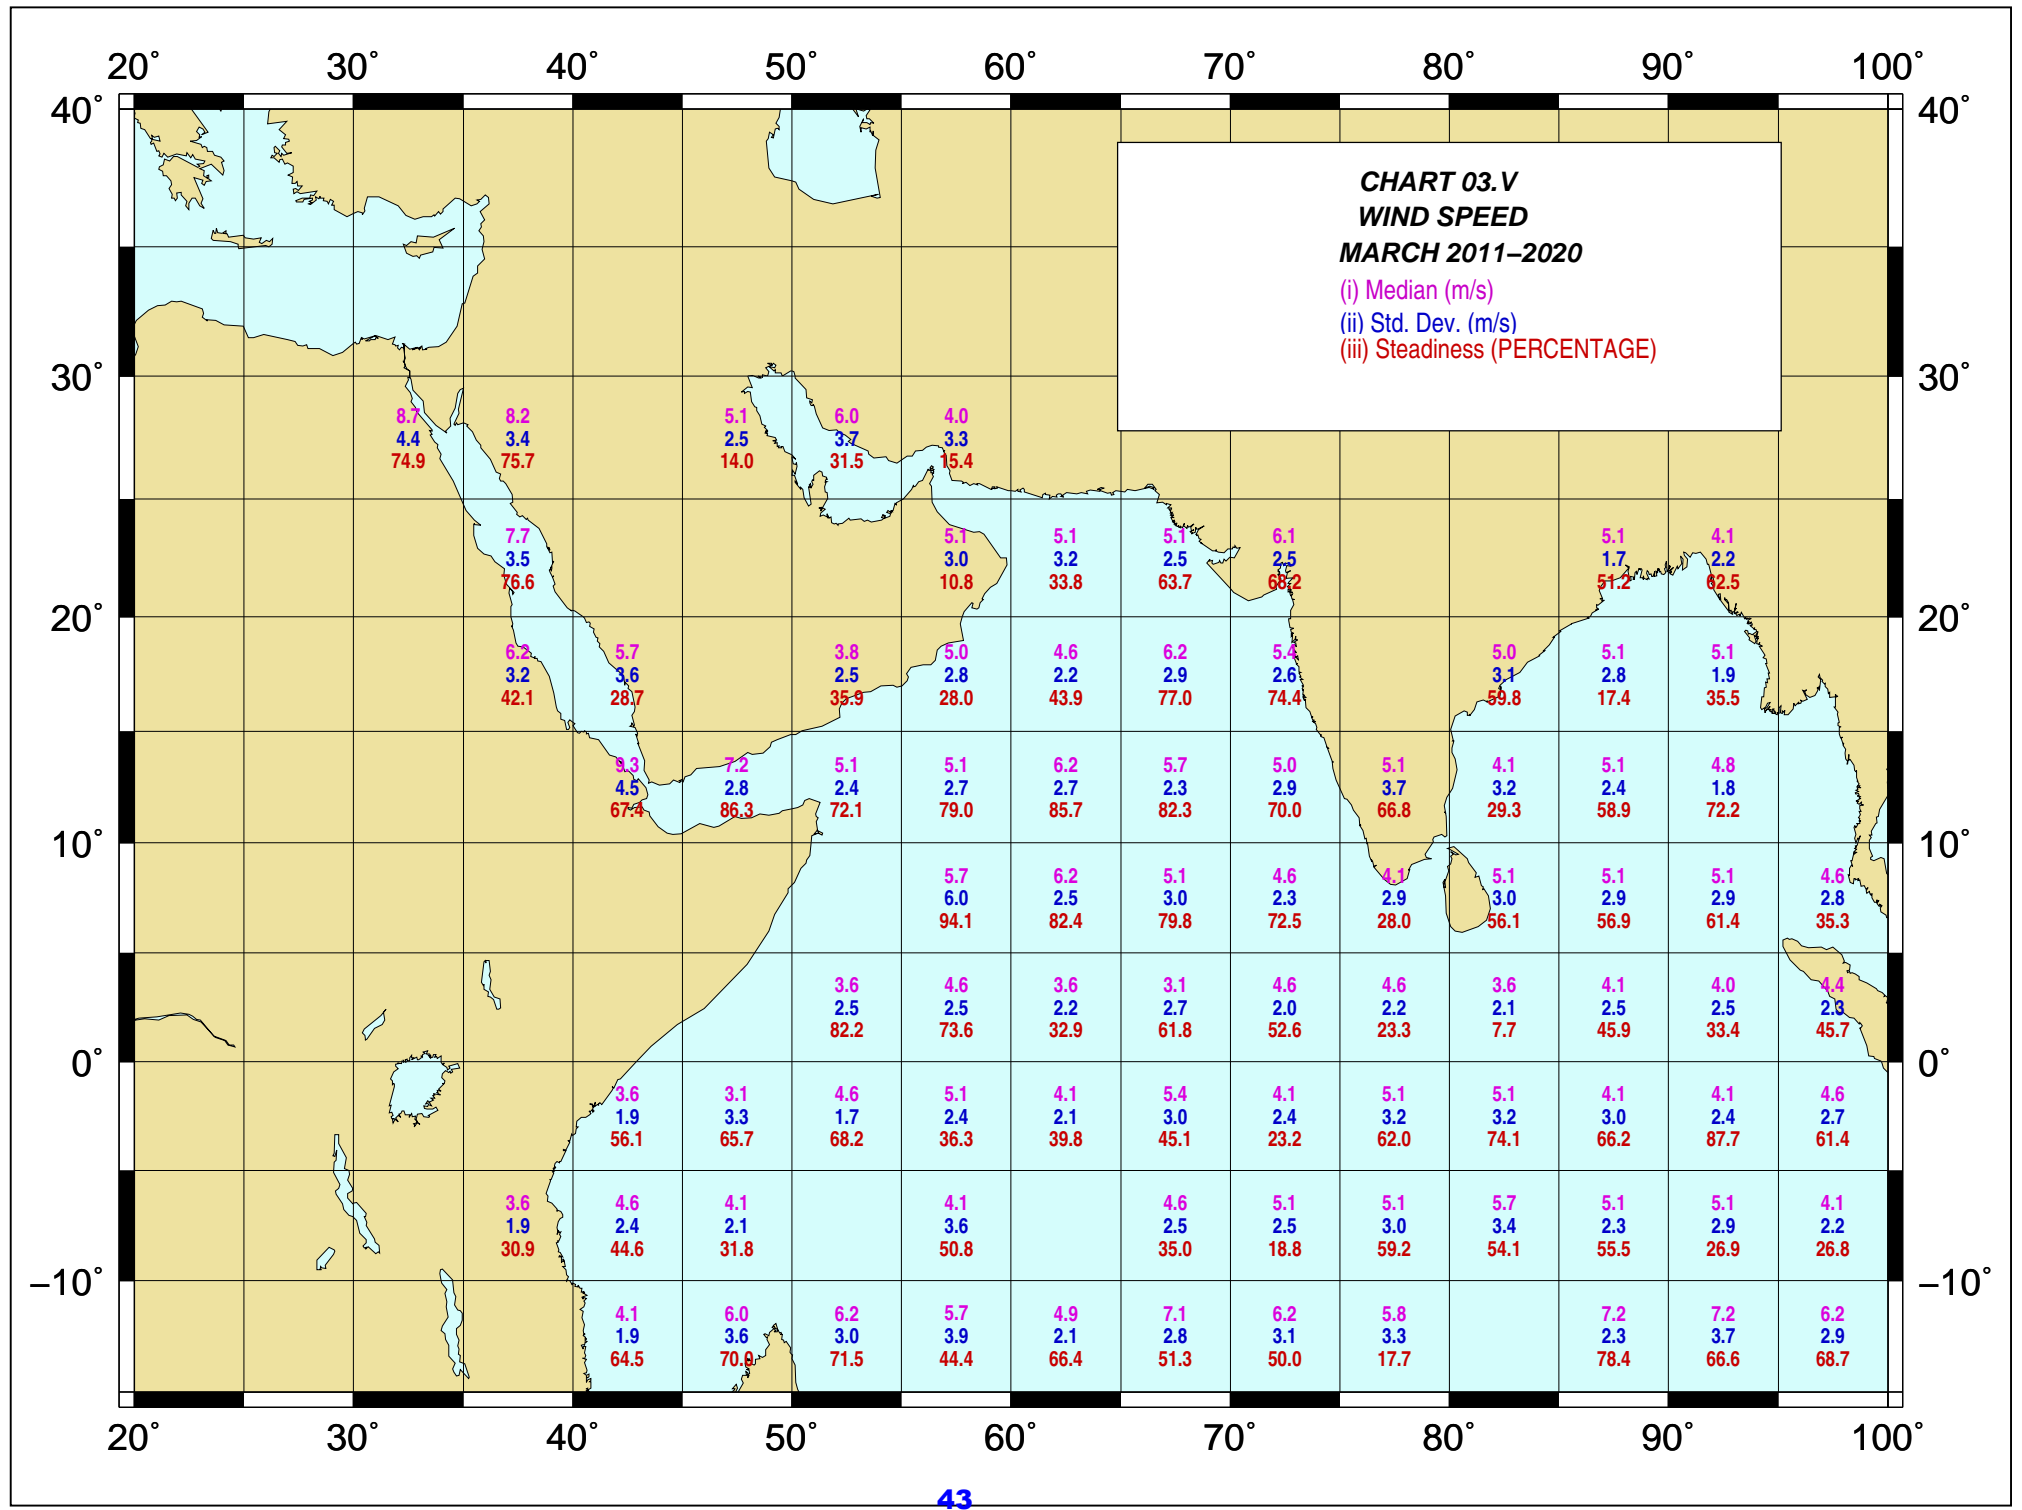 20° 30° 40° 50° 60° 70° 80° 90° 100°
40° 40°
CHART 03.V
WIND SPEED
MARCH 2011–2020
(i) Median (m/s)
(ii) Std. Dev. (m/s)
(iii) Steadiness (PERCENTAGE)
30° 30°
8.7 8.2 5.1 6.0 4.0
4.4 3.4 2.5 3.7 3.3
74.9 75.7 14.0 31.5 15.4
7.7 5.1 5.1 5.1 6.1 5.1 4.1
3.5 3.0 3.2 2.5 2.5 1.7 2.2
76.6 10.8 33.8 63.7 68.2 51.2 62.5
20° 20°
6.2 5.7 3.8 5.0 4.6 6.2 5.4 5.0 5.1 5.1
3.2 3.6 2.5 2.8 2.2 2.9 2.6 3.1 2.8 1.9
42.1 28.7 35.9 28.0 43.9 77.0 74.4 59.8 17.4 35.5
9.3 7.2 5.1 5.1 6.2 5.7 5.0 5.1 4.1 5.1 4.8
4.5 2.8 2.4 2.7 2.7 2.3 2.9 3.7 3.2 2.4 1.8
67.4 86.3 72.1 79.0 85.7 82.3 70.0 66.8 29.3 58.9 72.2
10° 10°
5.7 6.2 5.1 4.6 4.1 5.1 5.1 5.1 4.6
6.0 2.5 3.0 2.3 2.9 3.0 2.9 2.9 2.8
94.1 82.4 79.8 72.5 28.0 56.1 56.9 61.4 35.3
3.6 4.6 3.6 3.1 4.6 4.6 3.6 4.1 4.0 4.4
2.5 2.5 2.2 2.7 2.0 2.2 2.1 2.5 2.5 2.3
82.2 73.6 32.9 61.8 52.6 23.3 7.7 45.9 33.4 45.7
0° 0°
3.6 3.1 4.6 5.1 4.1 5.4 4.1 5.1 5.1 4.1 4.1 4.6
1.9 3.3 1.7 2.4 2.1 3.0 2.4 3.2 3.2 3.0 2.4 2.7
56.1 65.7 68.2 36.3 39.8 45.1 23.2 62.0 74.1 66.2 87.7 61.4
3.6 4.6 4.1 4.1 4.6 5.1 5.1 5.7 5.1 5.1 4.1
1.9 2.4 2.1 3.6 2.5 2.5 3.0 3.4 2.3 2.9 2.2
30.9 44.6 31.8 50.8 35.0 18.8 59.2 54.1 55.5 26.9 26.8
–10° –10°
4.1 6.0 6.2 5.7 4.9 7.1 6.2 5.8 7.2 7.2 6.2
1.9 3.6 3.0 3.9 2.1 2.8 3.1 3.3 2.3 3.7 2.9
64.5 70.0 71.5 44.4 66.4 51.3 50.0 17.7 78.4 66.6 68.7
20° 30° 40° 50° 60° 70° 80° 90° 100°
43